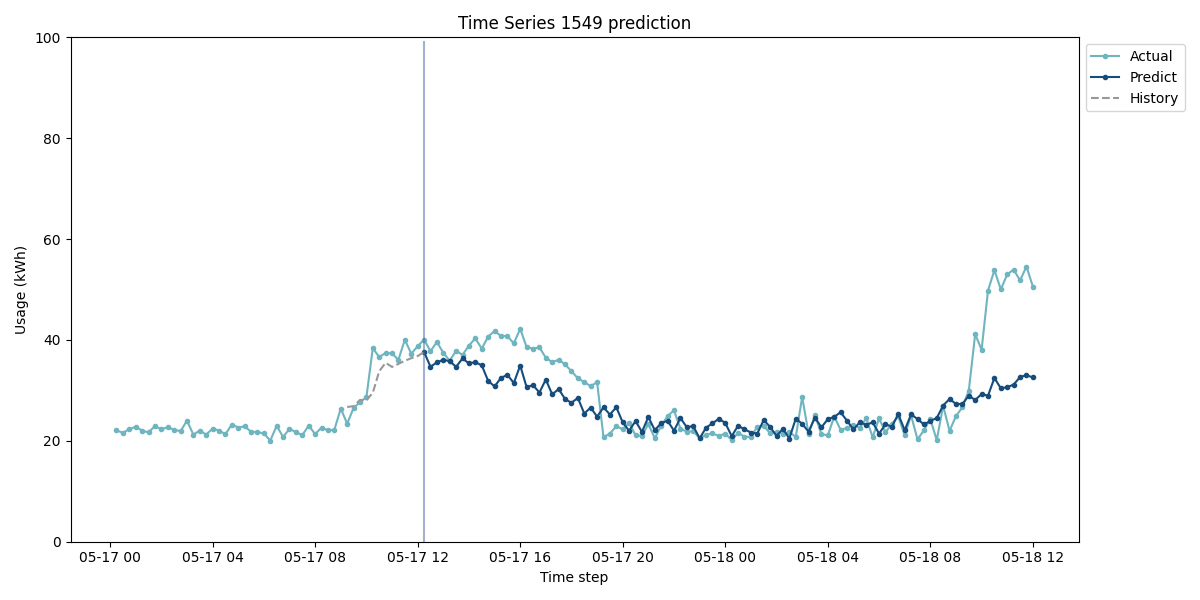 Time Series 1549 prediction
100
80
60
40
20
0
Usage (kWh)
05-17 00 05-17 04 05-17 08 05-17 12 05-17 16 05-17 20 05-18 00 05-18 04 05-18 08 05-18 12
Time step
Actual
Predict
History